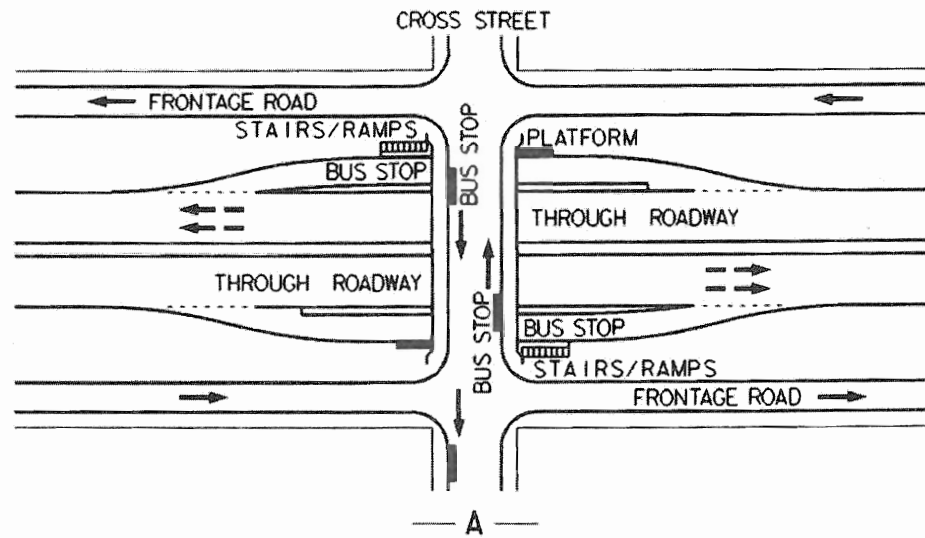 CROSS STREET
FRONTAGE ROAD
STAIRS/RAMPS
BUS STOP
PLATFORM
BUS STOP
THROUGH ROADWAY
THROUGH ROADWAY
BUS STOP
BUS STOP
STAIRS/RAMPS
FRONTAGE ROAD
A